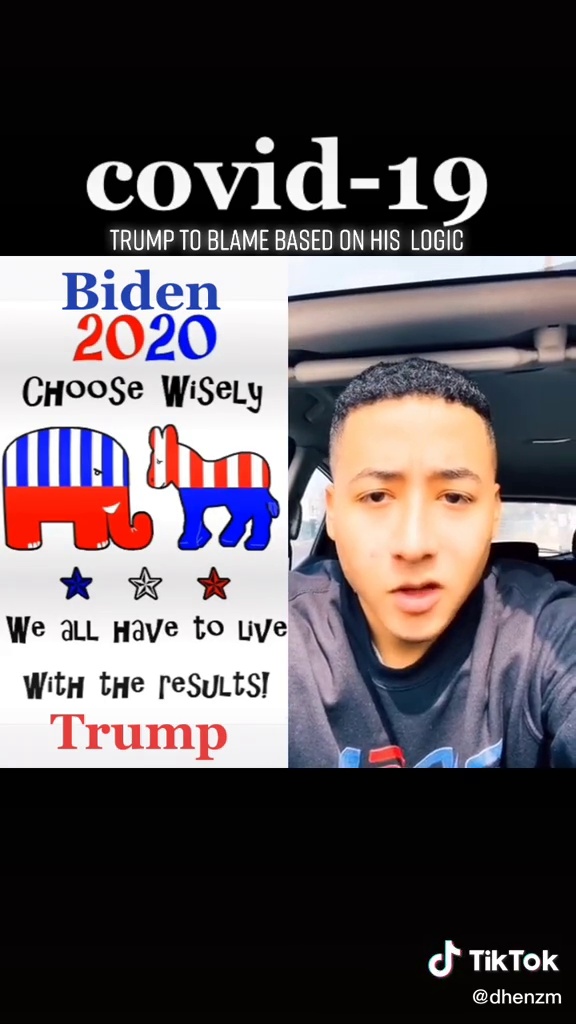 covid-19
TRUMP TO BLAME BASED ON HIS LOGIC
Biden
2020
CHOOSE WISELY
WE ALL HAVE TO LIVE
WITH THE RESULTS!
Trump
TikTok
@dhenzm